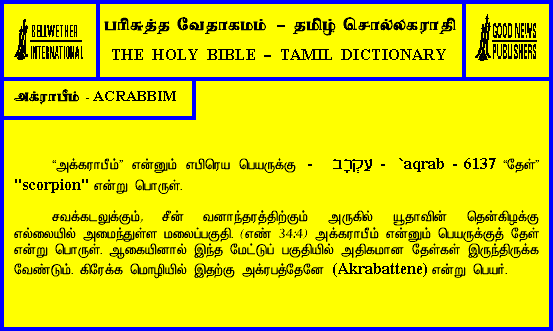 BELLWETHER
INTERNATIONAL
பரிசுத்த வேதாகமம் – தமிழ் சொல்லகராதி
THE HOLY BIBLE – TAMIL DICTIONARY
GOOD NEWS
PUBLISHERS
அக்ராபீம் - ACRABBIM
“அக்கராபீம்” என்னும் எபிரெய பெயருக்கு - עַקְרָב - `aqrab - 6137 “தேள்”
"scorpion" என்று பொருள்.
சவக்கடலுக்கும், சீன் வனாந்தரத்திற்கும் அருகில் யூதாவின் தென்கிழக்கு
எல்லையில் அமைந்துள்ள மலைப்பகுதி. (எண் 34:4) அக்கராபீம் என்னும் பெயருக்குத் தேள்
என்று பொருள். ஆகையினால் இந்த மேட்டுப் பகுதியில் அதிகமான தேள்கள் இருந்திருக்க
வேண்டும். கிரேக்க மொழியில் இதற்கு அக்ரபத்தேனே (Akrabattene) என்று பெயர்.